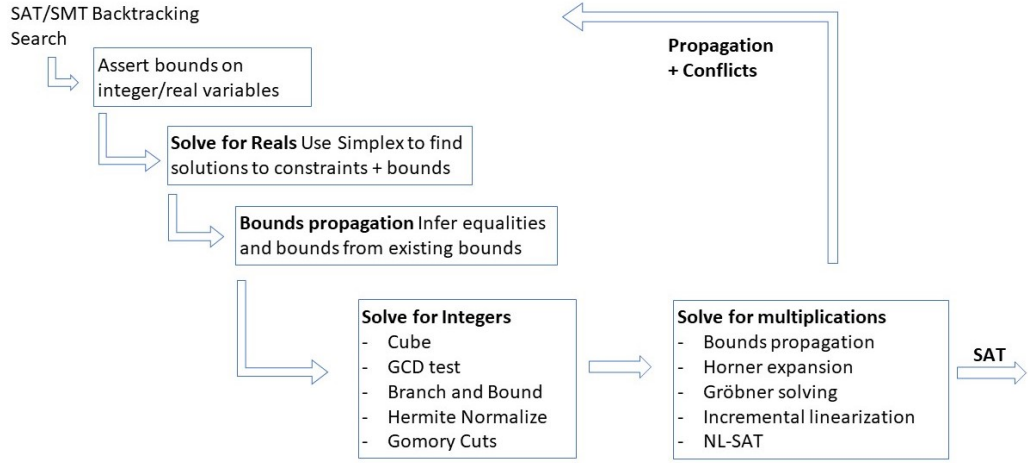 SAT/SMT Backtracking
Search
Assert bounds on
integer/real variables
Solve for Reals Use Simplex to find
solutions to constraints + bounds
Bounds propagation Infer equalities
and bounds from existing bounds
Propagation
+ Conflicts
Solve for Integers
- Cube
- GCD test
- Branch and Bound
- Hermite Normalize
- Gomory Cuts
Solve for multiplications
- Bounds propagation
- Horner expansion
- Gröbner solving
- Incremental linearization
- NL-SAT
SAT